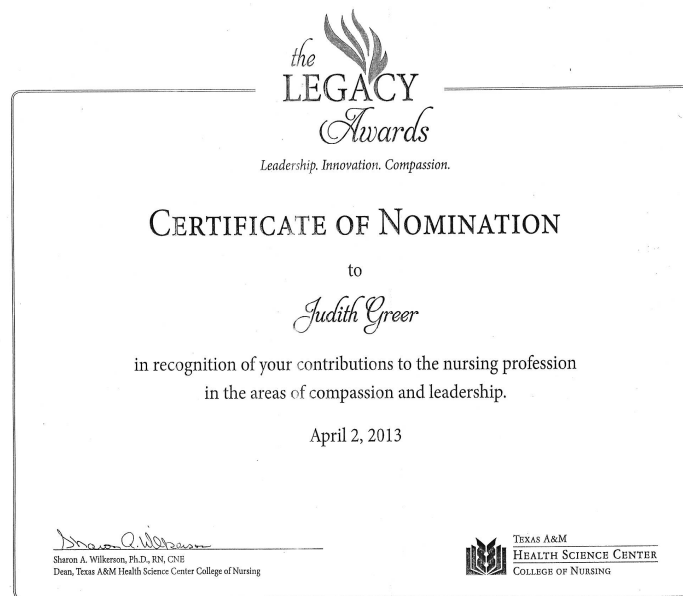 the
LEGACY
Awards
Leadership. Innovation. Compassion.
CERTIFICATE OF NOMINATION
to
Judith Greer
in recognition of your contributions to the nursing profession
in the areas of compassion and leadership.
April 2, 2013
Sharon A. Wilkerson
Sharon A. Wilkerson, Ph.D., RN, CNE
Dean, Texas A&M Health Science Center College of Nursing
TEXAS A&M
HEALTH SCIENCE CENTER
COLLEGE OF NURSING